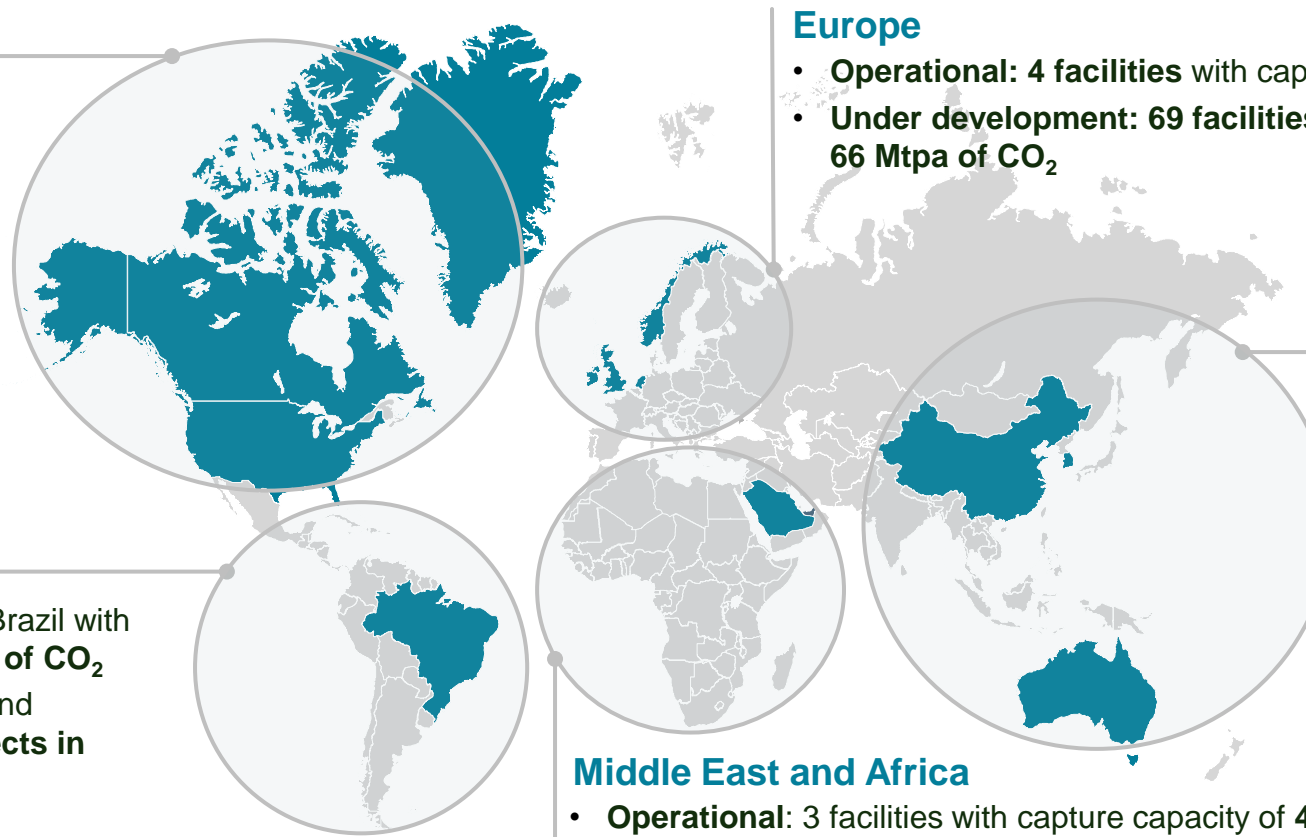 Europe
• Operational: 4 facilities with cap
• Under development: 69 facilities
66 Mtpa of CO₂
Brazil with
of CO₂
nd
ects in
Middle East and Africa
• Operational: 3 facilities with capture capacity of 4